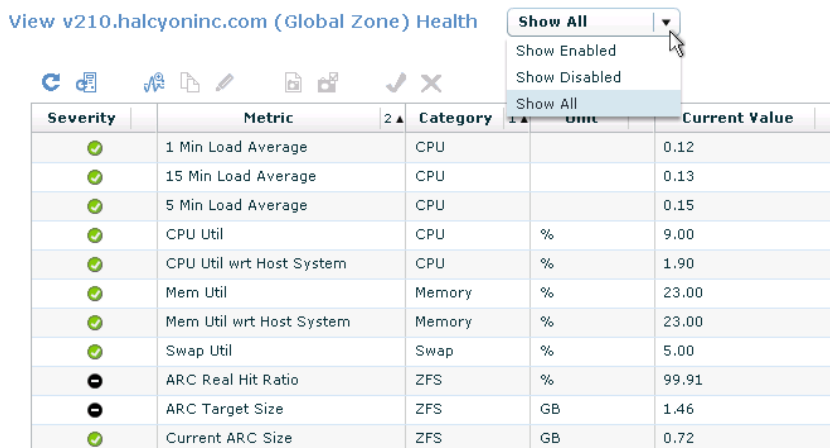 View v210.halcyoninc.com (Global Zone) Health
Show All
Show Enabled
Show Disabled
Show All
Severity Metric 2 Category 1 Unit Current Value
1 Min Load Average CPU 0.12
15 Min Load Average CPU 0.13
5 Min Load Average CPU 0.15
CPU Util CPU % 9.00
CPU Util wrt Host System CPU % 1.90
Mem Util Memory % 23.00
Mem Util wrt Host System Memory % 23.00
Swap Util Swap % 5.00
ARC Real Hit Ratio ZFS % 99.91
ARC Target Size ZFS GB 1.46
Current ARC Size ZFS GB 0.72